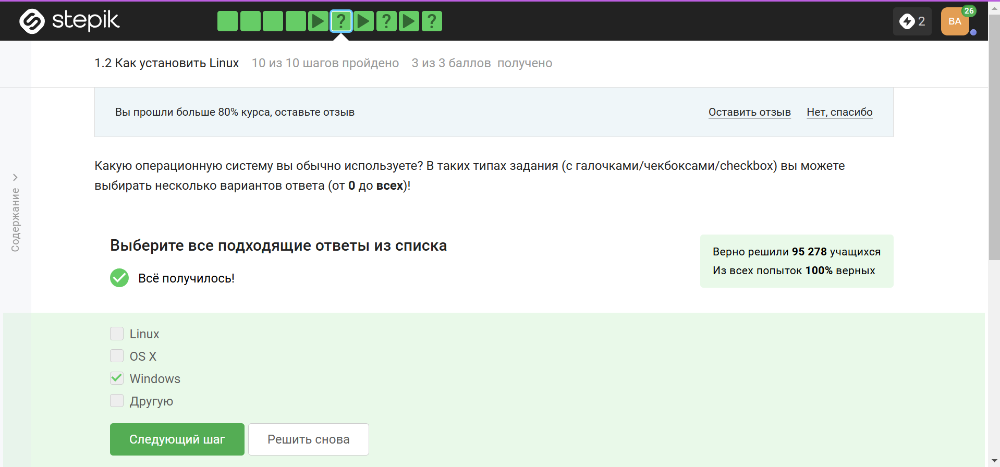 stepik
? ? ?
2
BA
26
1.2 Как установить Linux 10 из 10 шагов пройдено 3 из 3 баллов получено
Вы прошли больше 80% курса, оставьте отзыв Оставить отзыв Нет, спасибо
Содержание
Какую операционную систему вы обычно используете? В таких типах задания (с галочками/чекбоксами/checkbox) вы можете
выбирать несколько вариантов ответа (от 0 до всех)!
Выберите все подходящие ответы из списка
Всё получилось!
Верно решили 95 278 учащихся
Из всех попыток 100% верных
Linux
OS X
Windows
Другую
Следующий шаг Решить снова